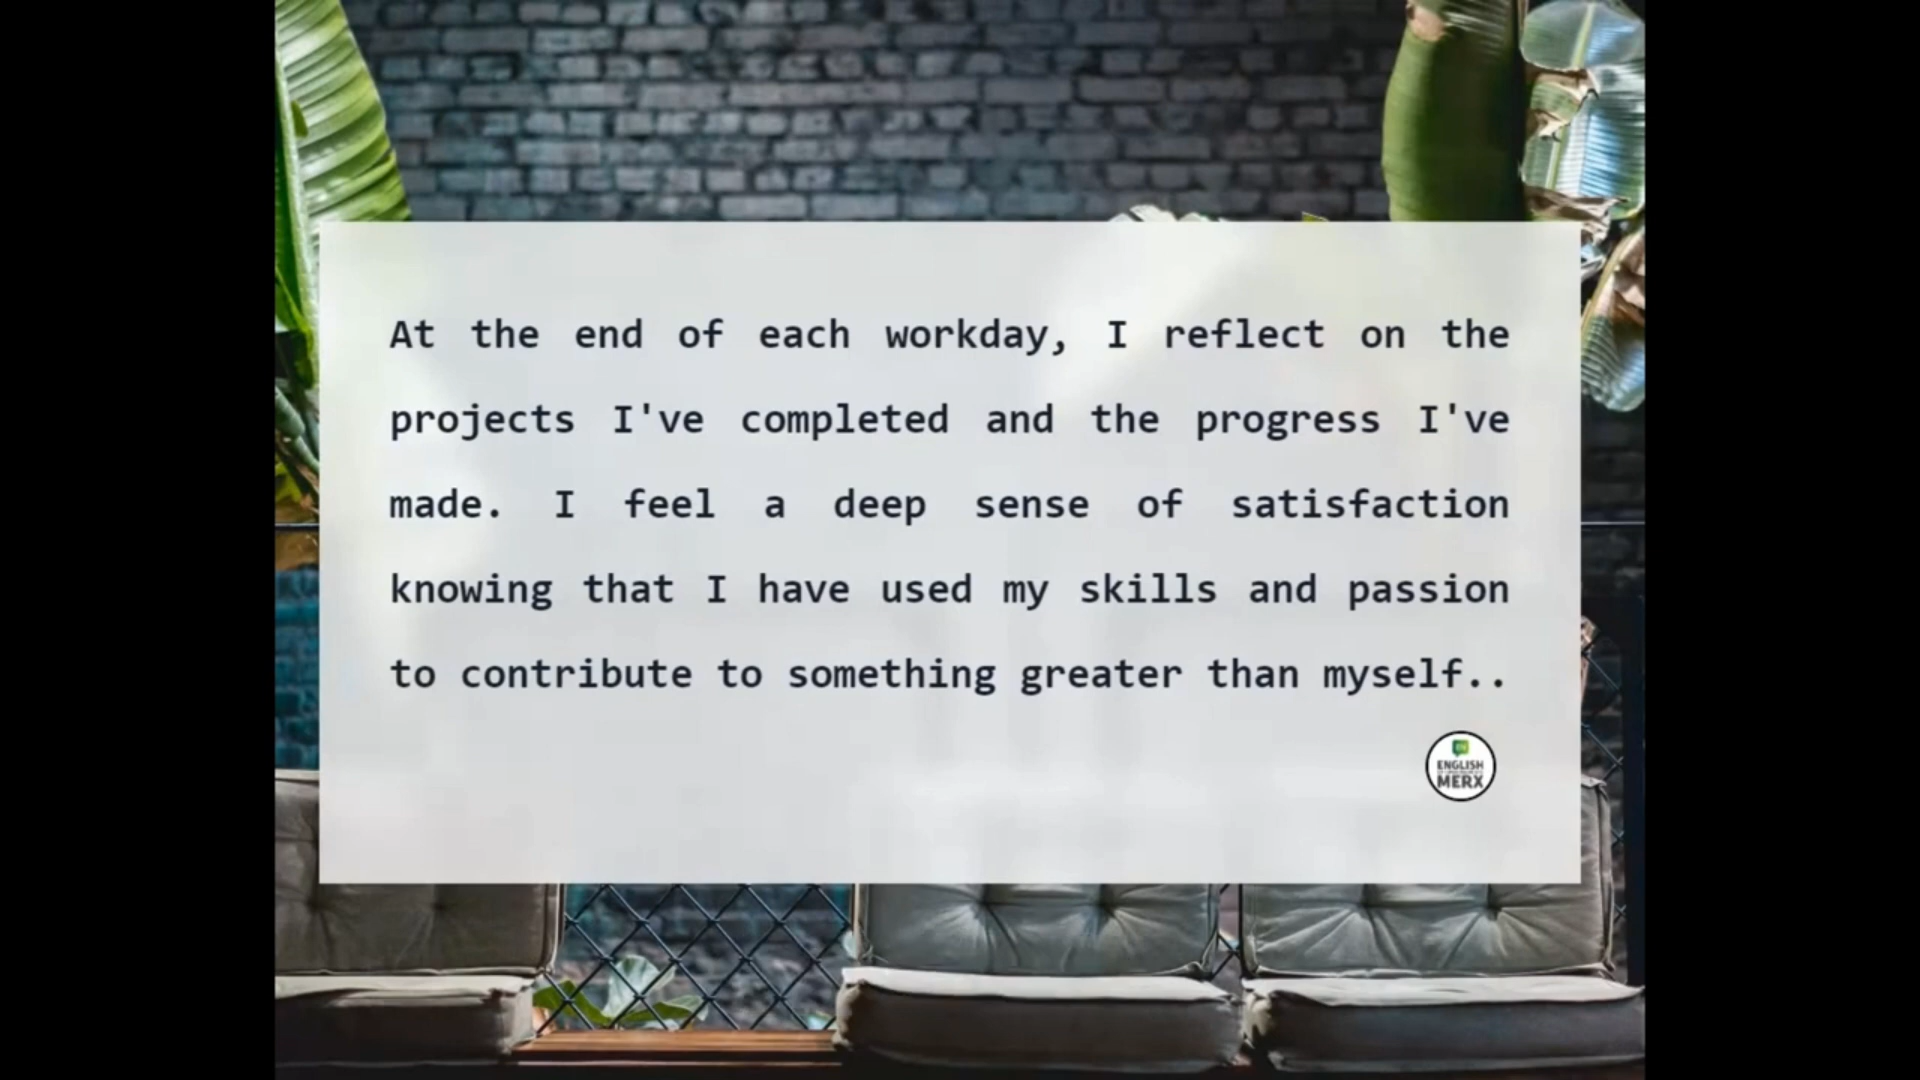 At the end of each workday, I reflect on the
projects I've completed and the progress I've
made. I feel a deep sense of satisfaction
knowing that I have used my skills and passion
to contribute to something greater than myself..
ENGLISH
MERX